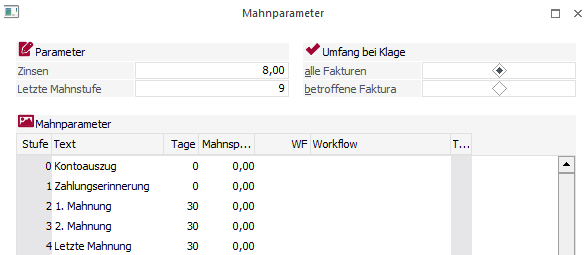 Mahnparameter
Parameter
Zinsen 8,00
Letzte Mahnstufe 9
Umfang bei Klage
alle Fakturen
betroffene Faktura
Mahnparameter
Stufe Text Tage Mahnsp... WF Workflow T...
0 Kontoauszug 0 0,00
1 Zahlungserinnerung 0 0,00
2 1. Mahnung 30 0,00
3 2. Mahnung 30 0,00
4 Letzte Mahnung 30 0,00